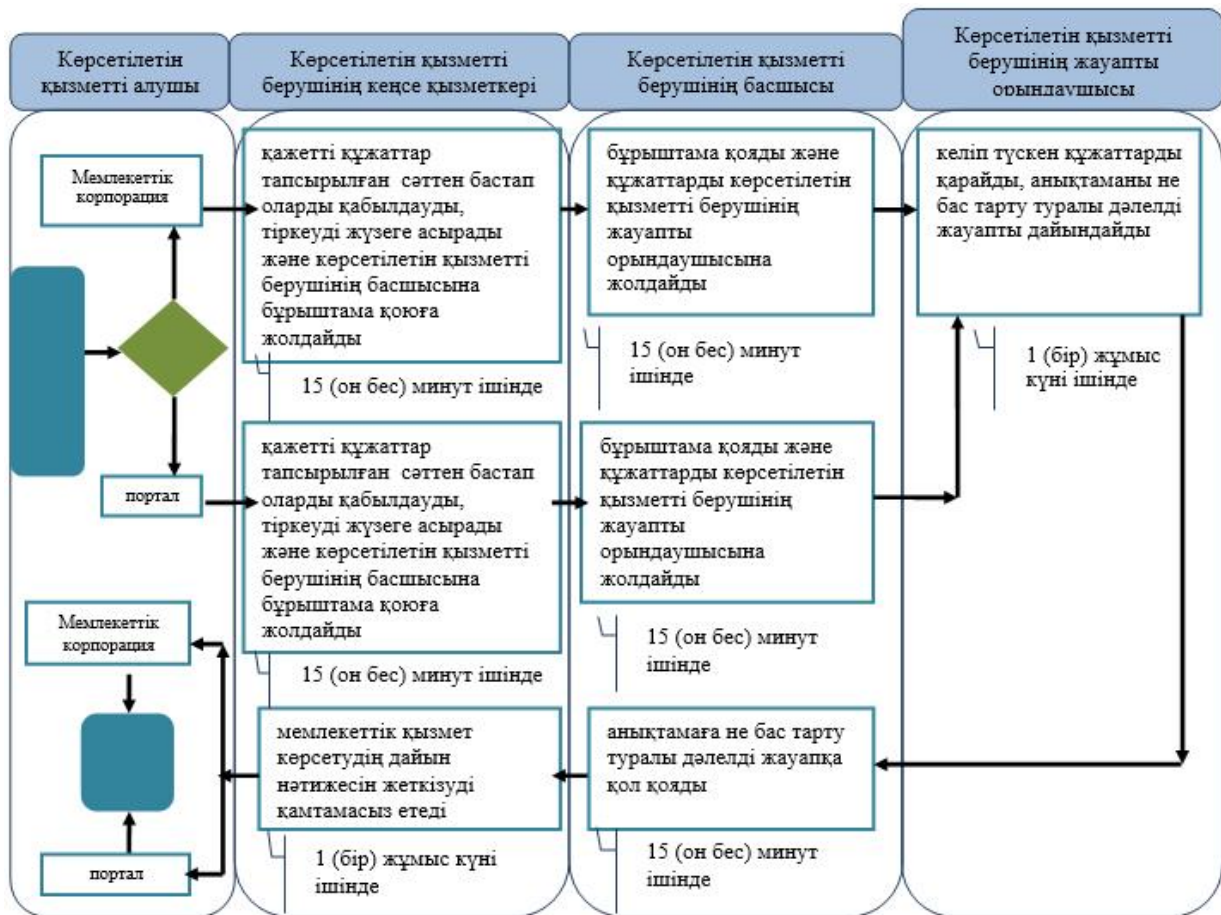 Көрсетілетін
қызметті алушы
Көрсетілетін қызметті
берушінің кеңсе қызметкері
Көрсетілетін қызметті
берушінің басшысы
Көрсетілетін қызметті
берушінің жауапты
орындаушысы
Мемлекеттік
корпорация
қажетті құжаттар
тапсырылған сәттен бастап
оларды қабылдауды,
тіркеуді жүзеге асырады
және көрсетілетін қызметті
берушінің басшысына
бұрыштама қоюға
жолдайды
бұрыштама қояды және
құжаттарды көрсетілетін
қызметті берушінің
жауапты
орындаушысына
жолдайды
келіп түскен құжаттарды
қарайды, анықтаманы не
бас тарту туралы дәлелді
жауапты дайындайды
15 (он бес) минут ішінде
15 (он бес) минут
ішінде
1 (бір) жұмыс
күні ішінде
портал
қажетті құжаттар
тапсырылған сәттен бастап
оларды қабылдауды,
тіркеуді жүзеге асырады
және көрсетілетін қызметті
берушінің басшысына
бұрыштама қоюға
жолдайды
бұрыштама қояды және
құжаттарды көрсетілетін
қызметті берушінің
жауапты
орындаушысына
жолдайды
Мемлекеттік
корпорация
15 (он бес) минут ішінде
15 (он бес) минут
ішінде
мемлекеттік қызмет
көрсетудің дайын
нәтижесін жеткізуді
қамтамасыз етеді
анықтамаға не бас тарту
туралы дәлелді жауапқа
қол қояды
портал
1 (бір) жұмыс күні
ішінде
15 (он бес) минут
ішінде